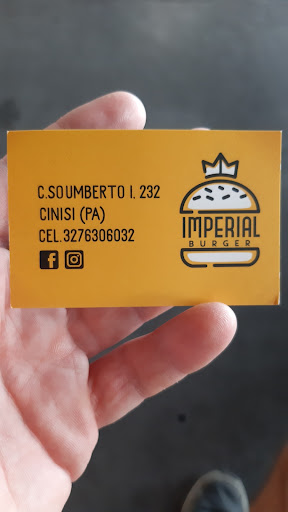 C.SO UMBERTO I. 232
CINISI (PA)
CEL. 3276306032
IMPERIAL
BURGER